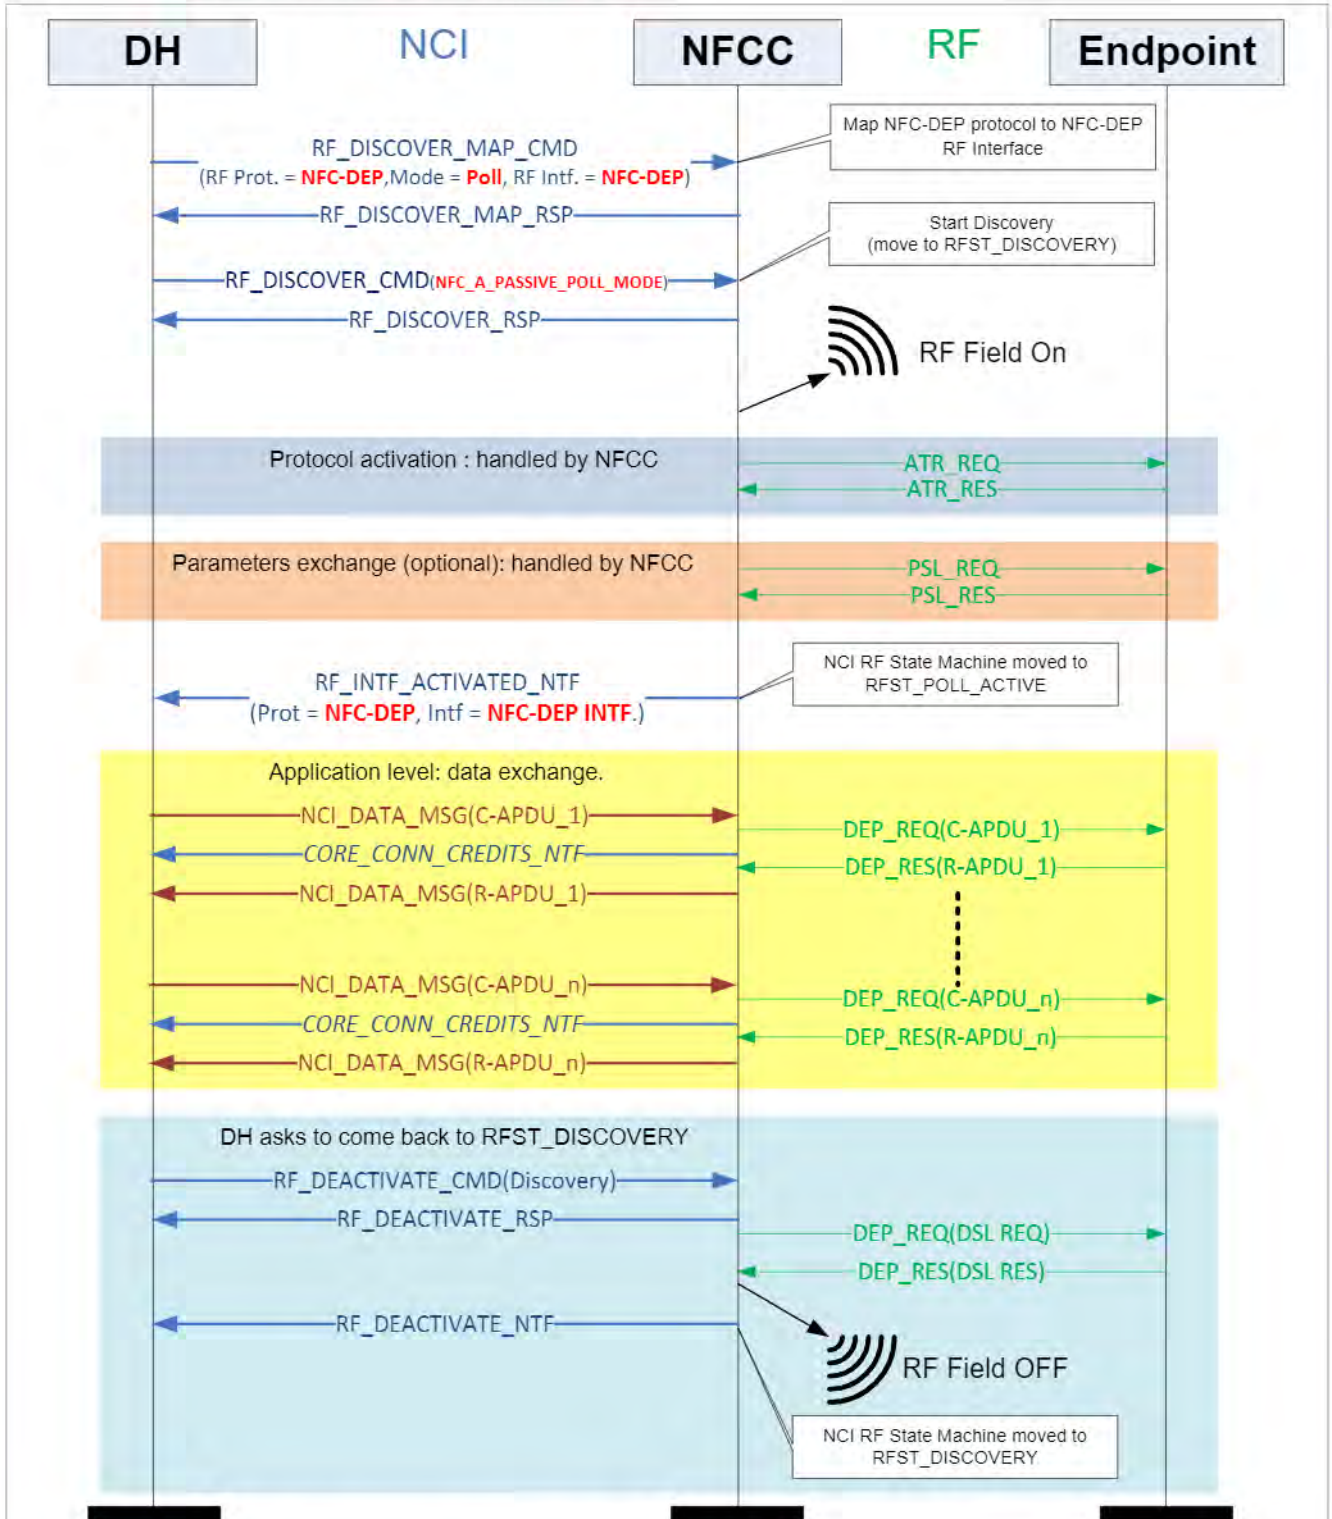 DH
NCI
NFCC
RF
Endpoint
Map NFC-DEP protocol to NFC-DEP
RF Interface
RF_DISCOVER_MAP_CMD
(RF Prot. = NFC-DEP,Mode = Poll, RF Intf. = NFC-DEP)
RF_DISCOVER_MAP_RSP
Start Discovery
(move to RFST_DISCOVERY)
RF_DISCOVER_CMD(NFC_A_PASSIVE_POLL_MODE)
RF_DISCOVER_RSP
RF Field On
Protocol activation : handled by NFCC
ATR_REQ
ATR_RES
Parameters exchange (optional): handled by NFCC
PSL_REQ
PSL_RES
NCI RF State Machine moved to
RFST_POLL_ACTIVE
RF_INTF_ACTIVATED_NTF
(Prot = NFC-DEP, Intf = NFC-DEP INTF.)
Application level: data exchange.
NCI_DATA_MSG(C-APDU_1)
DEP_REQ(C-APDU_1)
CORE_CONN_CREDITS_NTF
DEP_RES(R-APDU_1)
NCI_DATA_MSG(R-APDU_1)
NCI_DATA_MSG(C-APDU_n)
DEP_REQ(C-APDU_n)
CORE_CONN_CREDITS_NTF
DEP_RES(R-APDU_n)
NCI_DATA_MSG(R-APDU_n)
DH asks to come back to RFST_DISCOVERY
RF_DEACTIVATE_CMD(Discovery)
RF_DEACTIVATE_RSP
DEP_REQ(DSL REQ)
DEP_RES(DSL RES)
RF_DEACTIVATE_NTF
RF Field OFF
NCI RF State Machine moved to
RFST_DISCOVERY